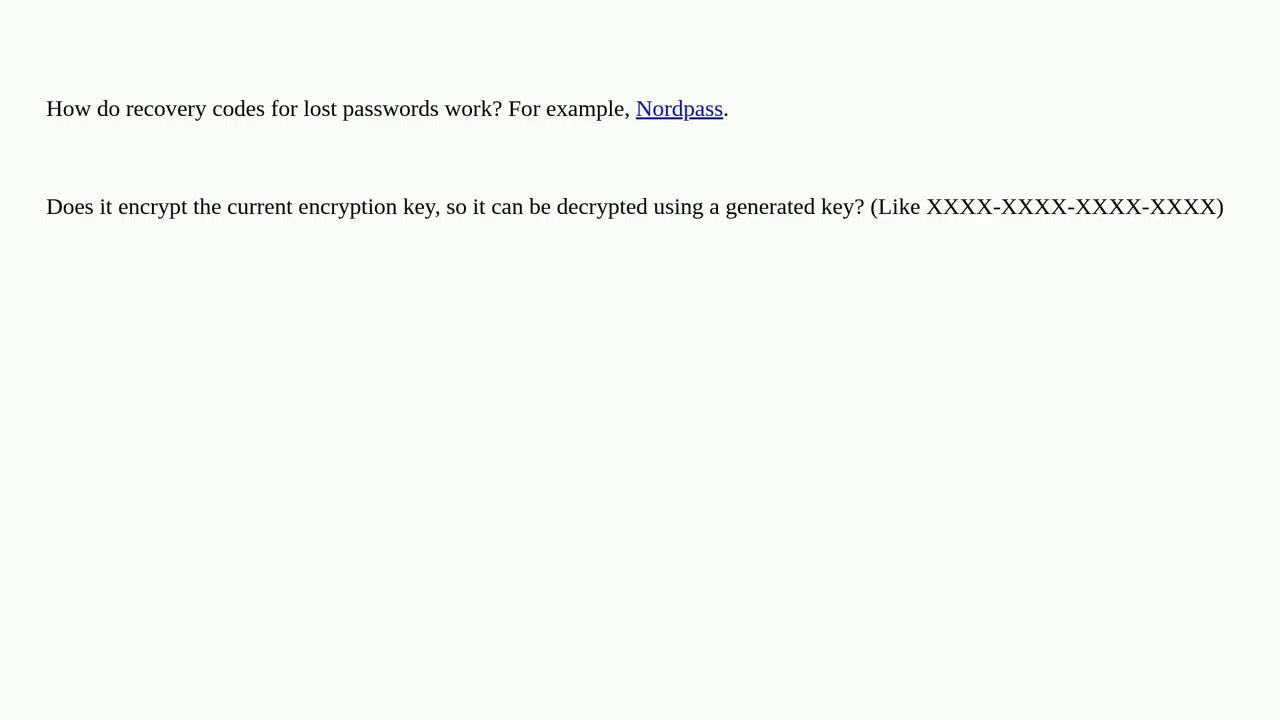 How do recovery codes for lost passwords work? For example, Nordpass.
Does it encrypt the current encryption key, so it can be decrypted using a generated key? (Like XXXX-XXXX-XXXX-XXXX)